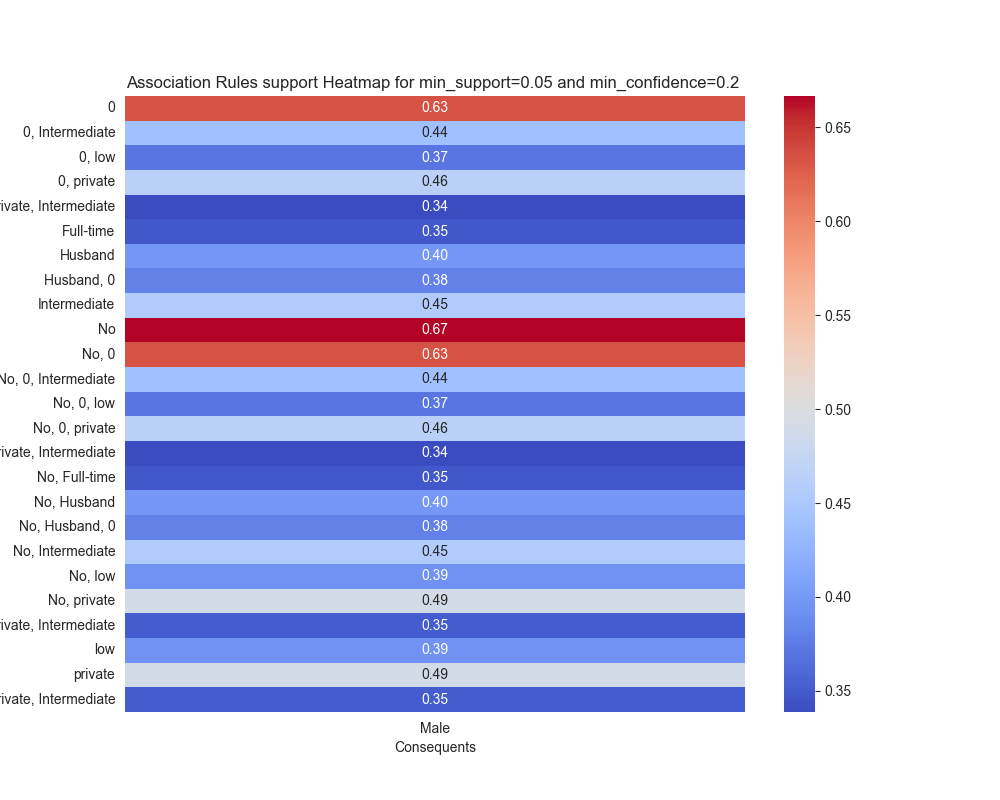 Association Rules support Heatmap for min_support=0.05 and min_confidence=0.2
0 0.63
0, Intermediate 0.44
0, low 0.37
0, private 0.46
ivate, Intermediate 0.34
Full-time 0.35
Husband 0.40
Husband, 0 0.38
Intermediate 0.45
No 0.67
No, 0 0.63
No, 0, Intermediate 0.44
No, 0, low 0.37
No, 0, private 0.46
ivate, Intermediate 0.34
No, Full-time 0.35
No, Husband 0.40
No, Husband, 0 0.38
No, Intermediate 0.45
No, low 0.39
No, private 0.49
ivate, Intermediate 0.35
low 0.39
private 0.49
ivate, Intermediate 0.35
Male
Consequents
0.65
0.60
0.55
0.50
0.45
0.40
0.35